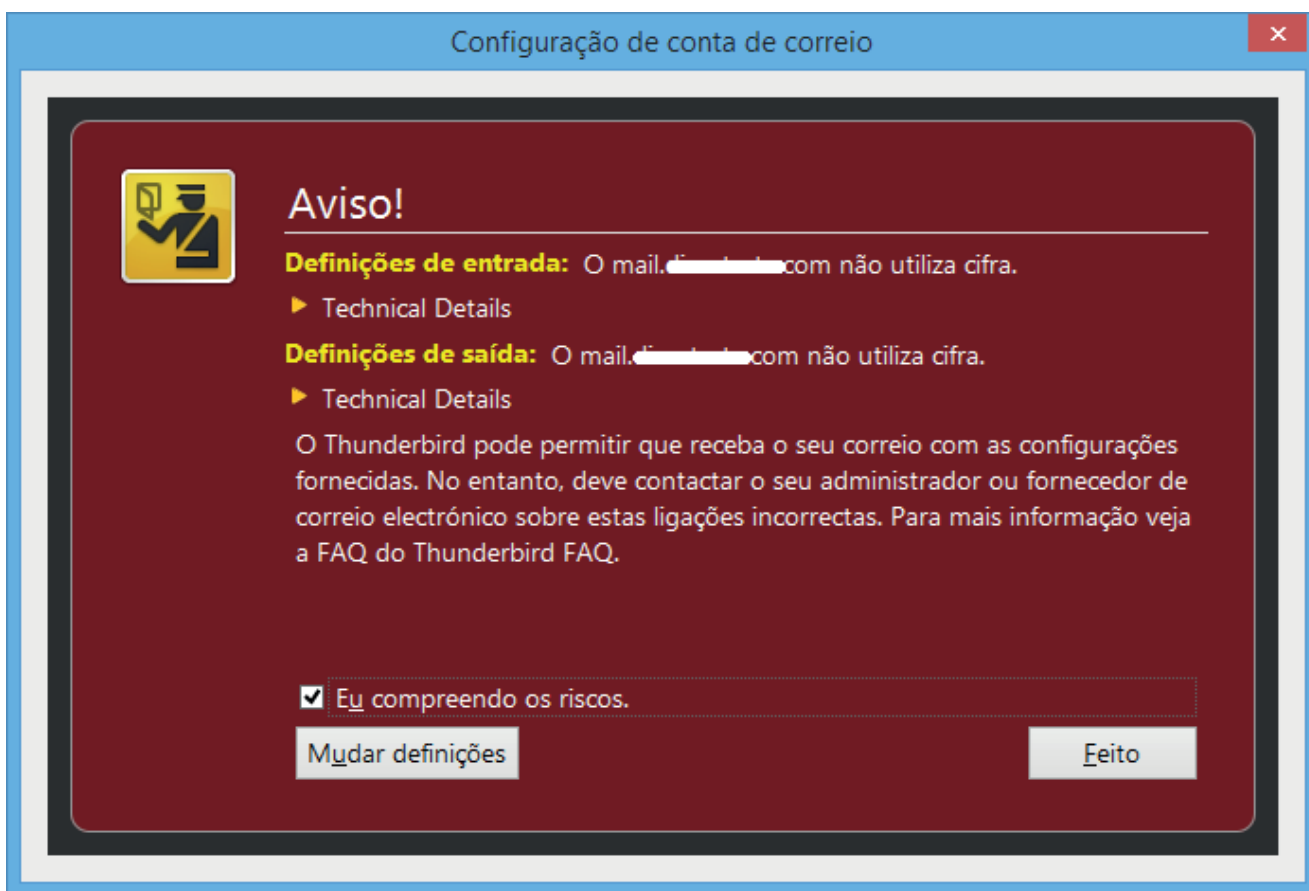 Configuração de conta de correio
Aviso!
Definições de entrada: O mail. com não utiliza cifra.
Technical Details
Definições de saída: O mail. com não utiliza cifra.
Technical Details
O Thunderbird pode permitir que receba o seu correio com as configurações
fornecidas. No entanto, deve contactar o seu administrador ou fornecedor de
correio electrónico sobre estas ligações incorrectas. Para mais informação veja
a FAQ do Thunderbird FAQ.
Eu compreendo os riscos.
Mudar definições
Feito